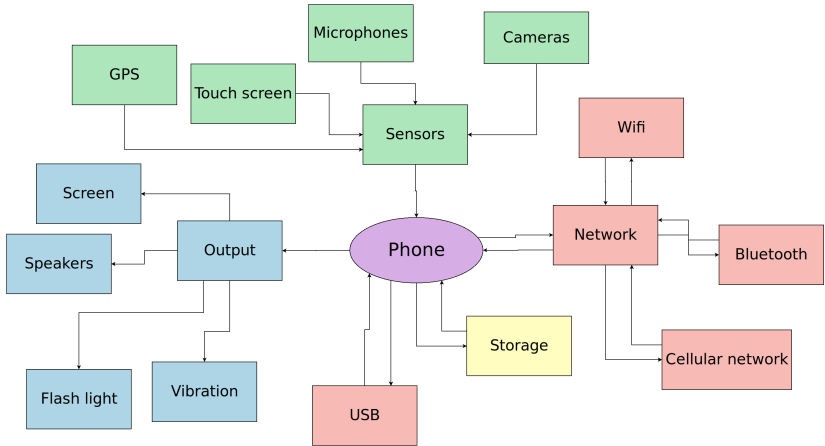 Microphones
Cameras
GPS
Touch screen
Sensors
Wifi
Screen
Output
Phone
Network
Speakers
Bluetooth
Storage
Cellular network
Flash light
Vibration
USB